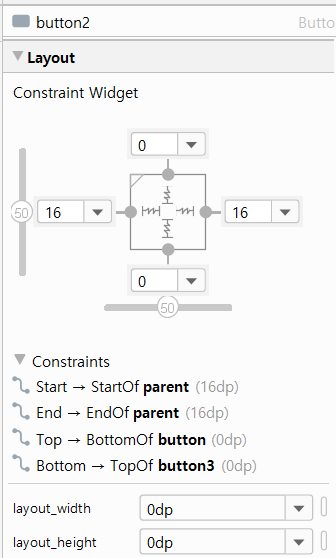 button2 Butto
Layout
Constraint Widget
0
50 16 16
0
50
Constraints
Start → StartOf parent (16dp)
End → EndOf parent (16dp)
Top → BottomOf button (0dp)
Bottom → TopOf button3 (0dp)
layout_width 0dp
layout_height 0dp